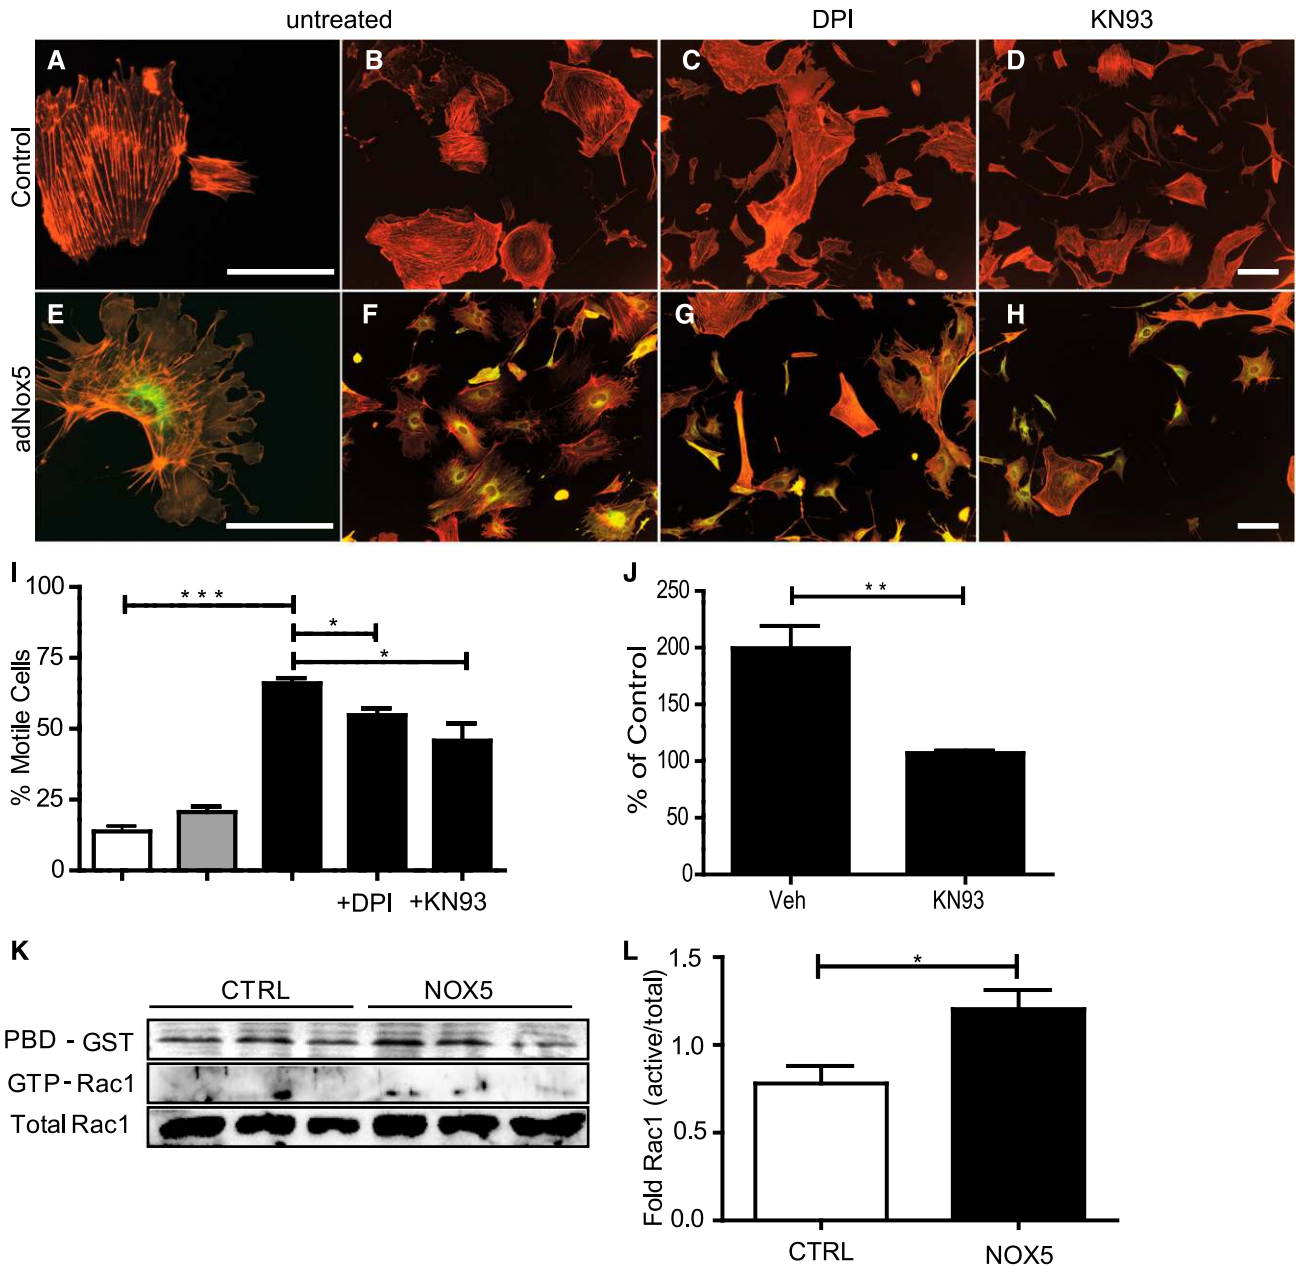 untreated
DPI
KN93
Control
A
B
C
D
adNox5
E
F
G
H
I
% Motile Cells
100
75
50
25
0
* * *
*
*
+DPI +KN93
J
% of Control
250
200
150
100
50
0
* *
Veh
KN93
K
CTRL
NOX5
PBD - GST
GTP - Rac1
Total Rac1
L
Fold Rac1 (active/total)
1.5
1.0
0.5
0.0
*
CTRL
NOX5